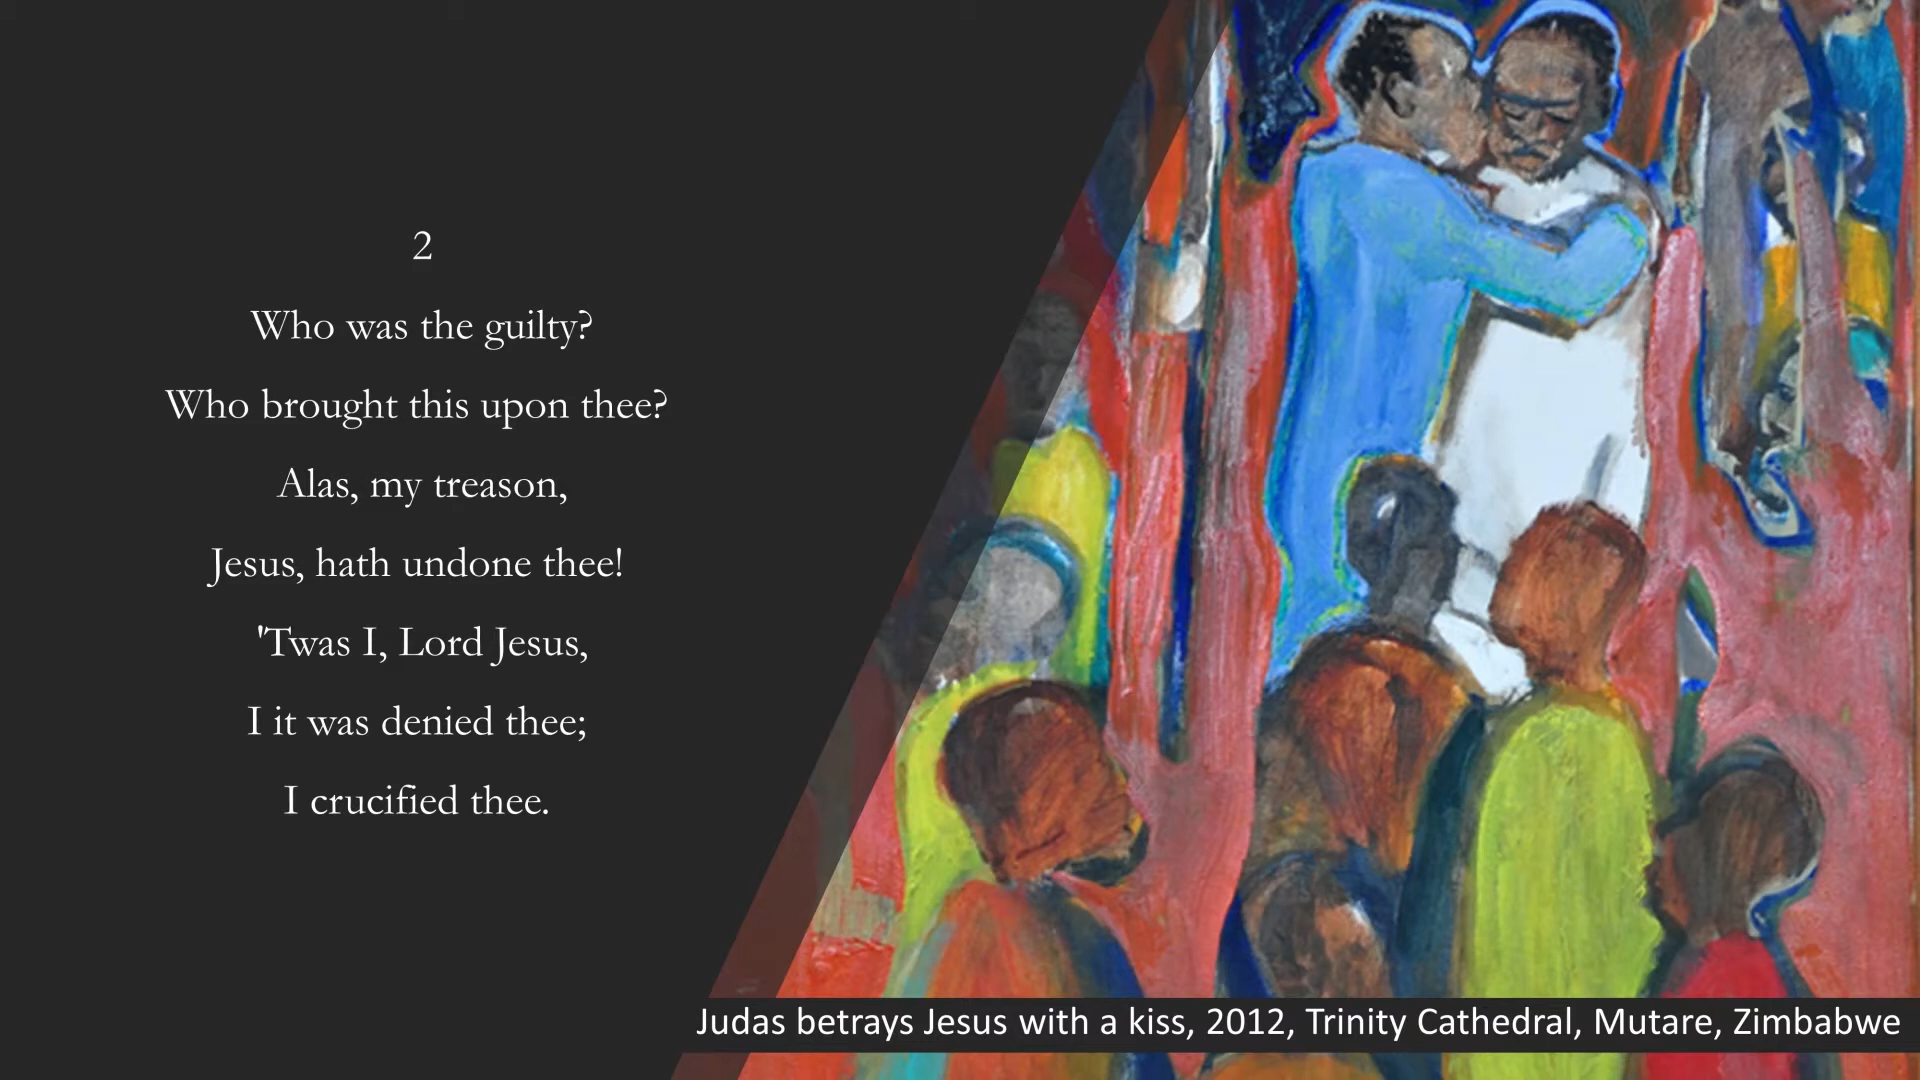 2
Who was the guilty?
Who brought this upon thee?
Alas, my treason,
Jesus, hath undone thee!
'Twas I, Lord Jesus,
I it was denied thee;
I crucified thee.
Judas betrays Jesus with a kiss, 2012, Trinity Cathedral, Mutare, Zimbabwe